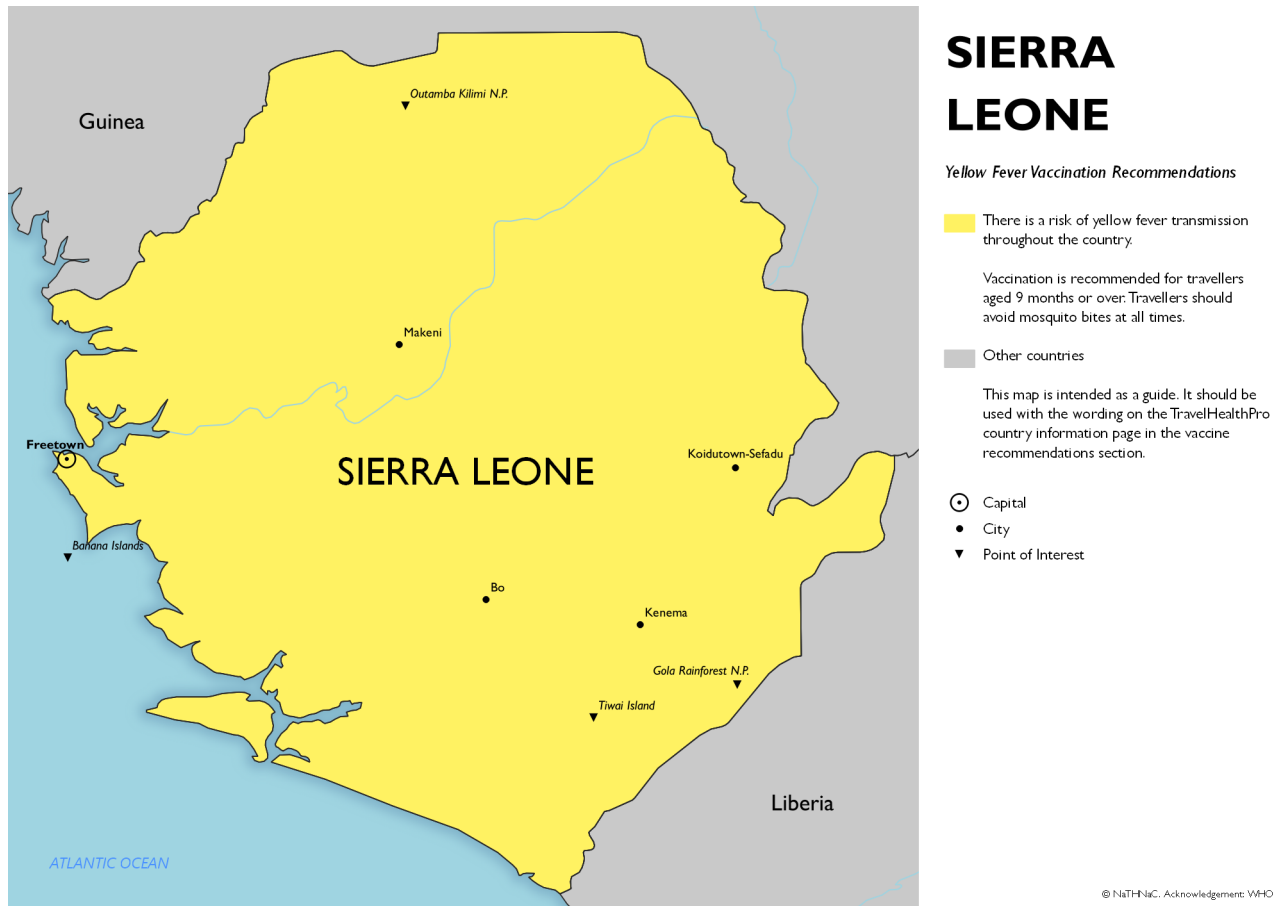 SIERRA
LEONE
Yellow Fever Vaccination Recommendations
There is a risk of yellow fever transmission
throughout the country.
Vaccination is recommended for travellers
aged 9 months or over. Travellers should
avoid mosquito bites at all times.
Other countries
This map is intended as a guide. It should be
used with the wording on the TravelHealthPro
country information page in the vaccine
recommendations section.
Capital
City
Point of Interest
Outamba Kilimi N.P.
Guinea
Makeni
Freetown
Koidutown-Sefadu
SIERRA LEONE
Banana Islands
Bo
Kenema
Gola Rainforest N.P.
Tiwai Island
Liberia
ATLANTIC OCEAN
© NaTHNaC. Acknowledgement: WHO